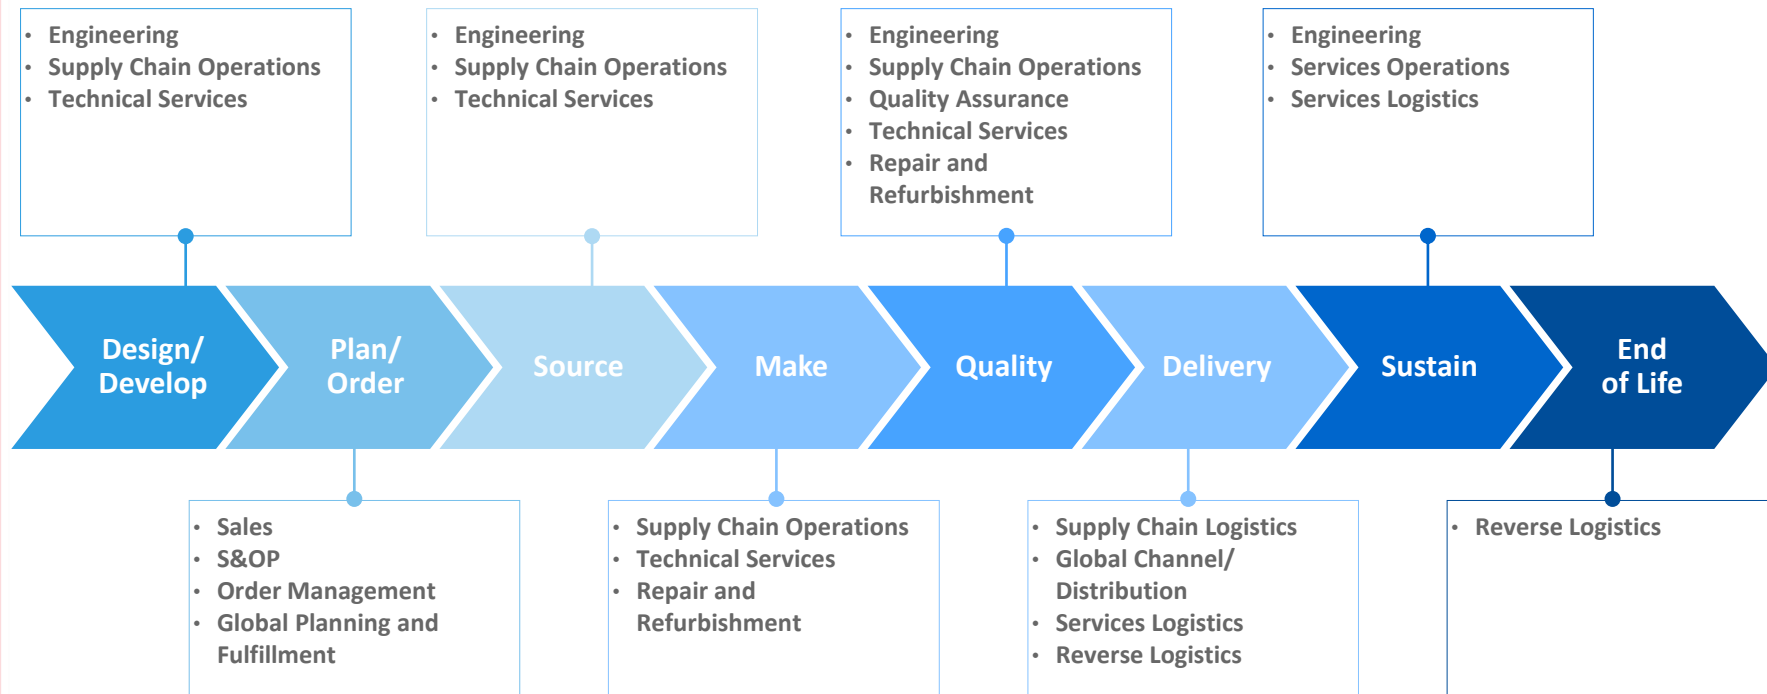 • Engineering
• Supply Chain Operations
• Technical Services
• Engineering
• Supply Chain Operations
• Technical Services
• Engineering
• Supply Chain Operations
• Quality Assurance
• Technical Services
• Repair and
Refurbishment
• Engineering
• Services Operations
• Services Logistics
Design/
Develop
Plan/
Order
Source
Make
Quality
Delivery
Sustain
End
of Life
• Sales
• S&OP
• Order Management
• Global Planning and
Fulfillment
• Supply Chain Operations
• Technical Services
• Repair and
Refurbishment
• Supply Chain Logistics
• Global Channel/
Distribution
• Services Logistics
• Reverse Logistics
• Reverse Logistics